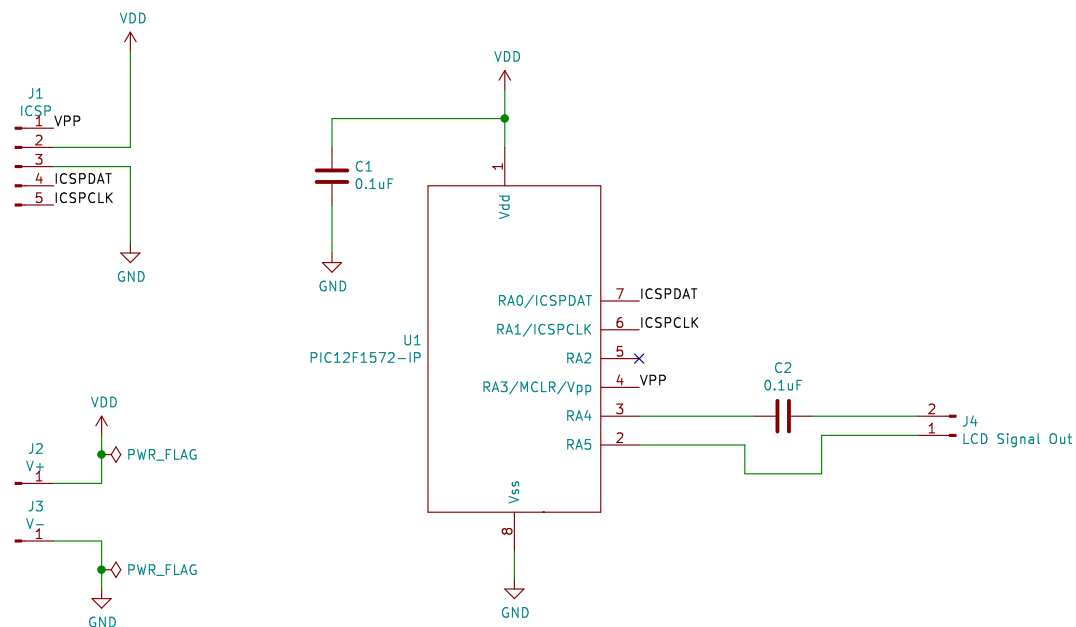 VDD
J1
ICSP
1 VPP
2
3
4 ICSPDAT
5 ICSPCLK
GND
VDD
1
C1
0.1uF
GND
Vdd
U1
PIC12F1572-IP
RA0/ICSPDAT 7 ICSPDAT
RA1/ICSPCLK 6 ICSPCLK
RA2 5
RA3/MCLR/Vpp 4 VPP
RA4 3
RA5 2
Vss
8
GND
C2
0.1uF
2
1
J4
LCD Signal Out
VDD
PWR_FLAG
J2
V+
1
J3
V-
1
PWR_FLAG
GND